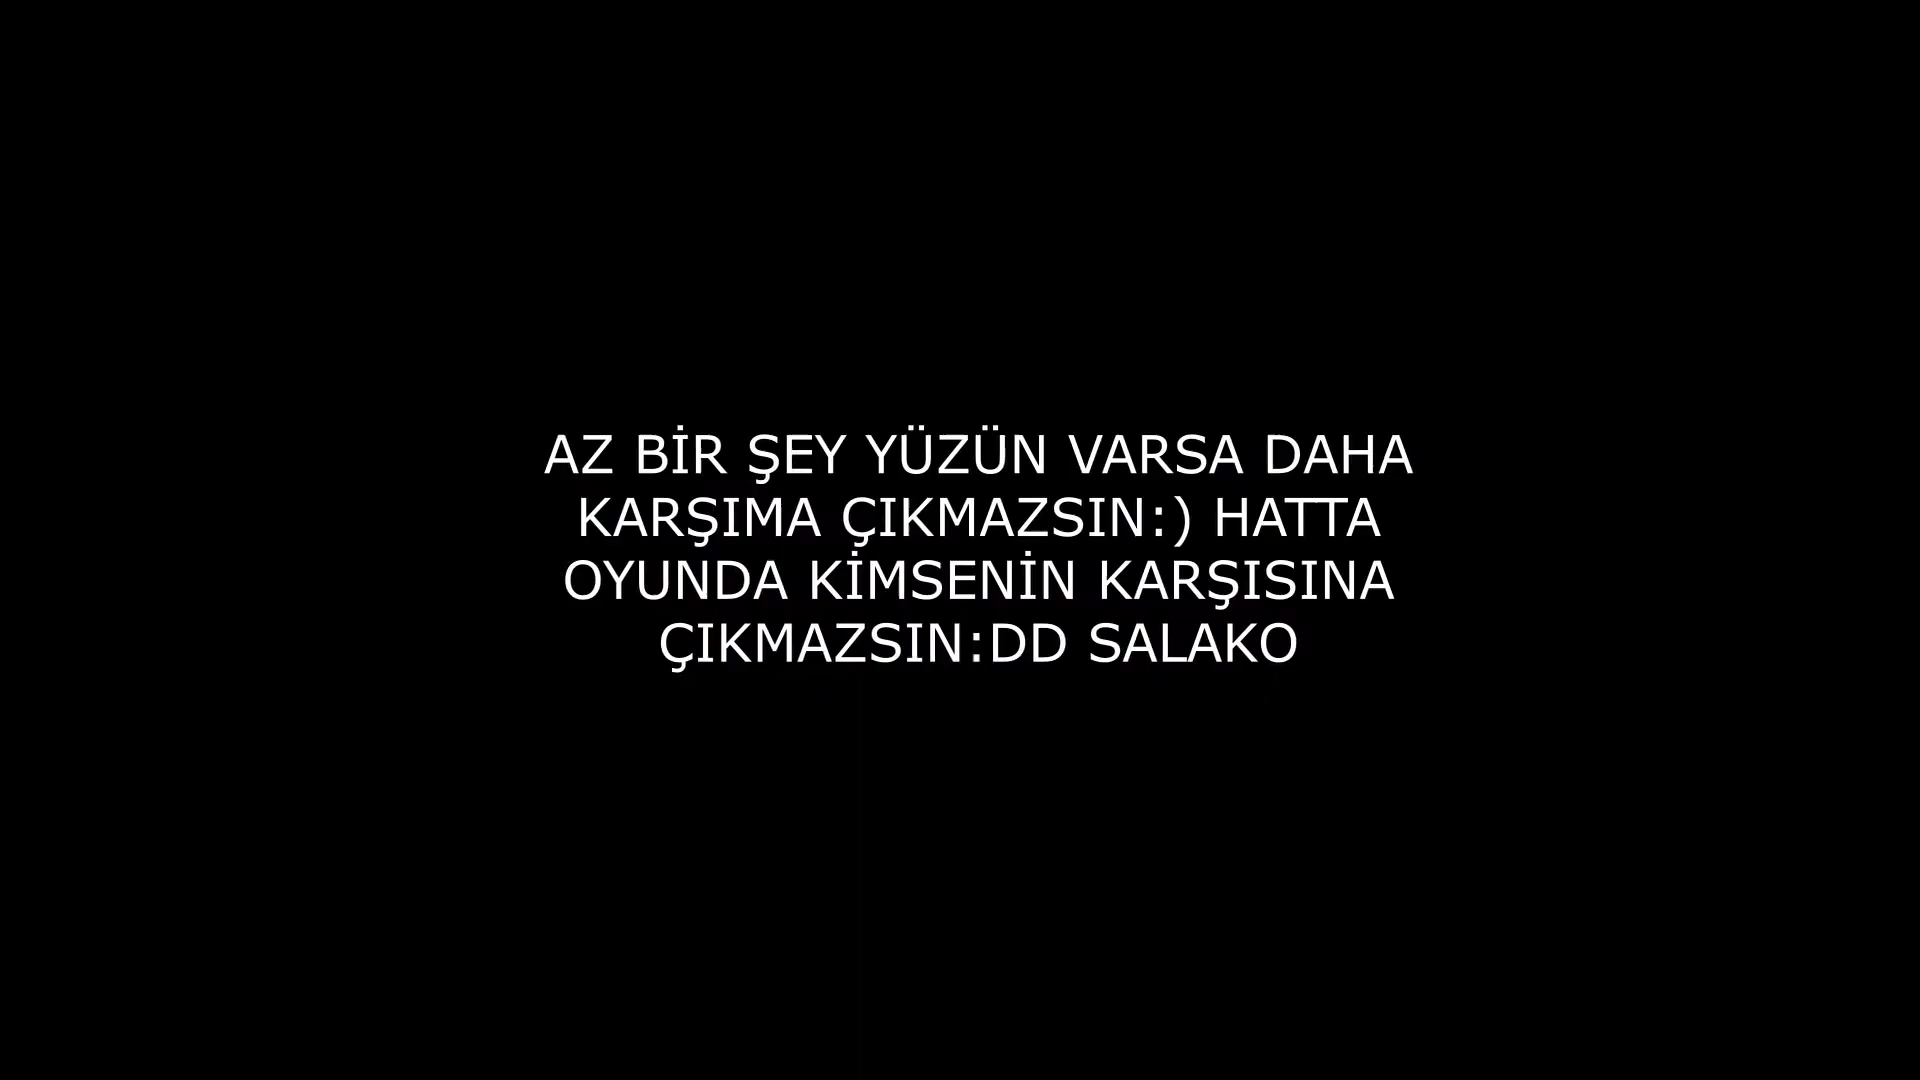 AZ BİR ŞEY YÜZÜN VARSA DAHA
KARŞIMA ÇIKMAZSIN:) HATTA
OYUNDA KİMSENİN KARŞISINA
ÇIKMAZSIN:DD SALAKO